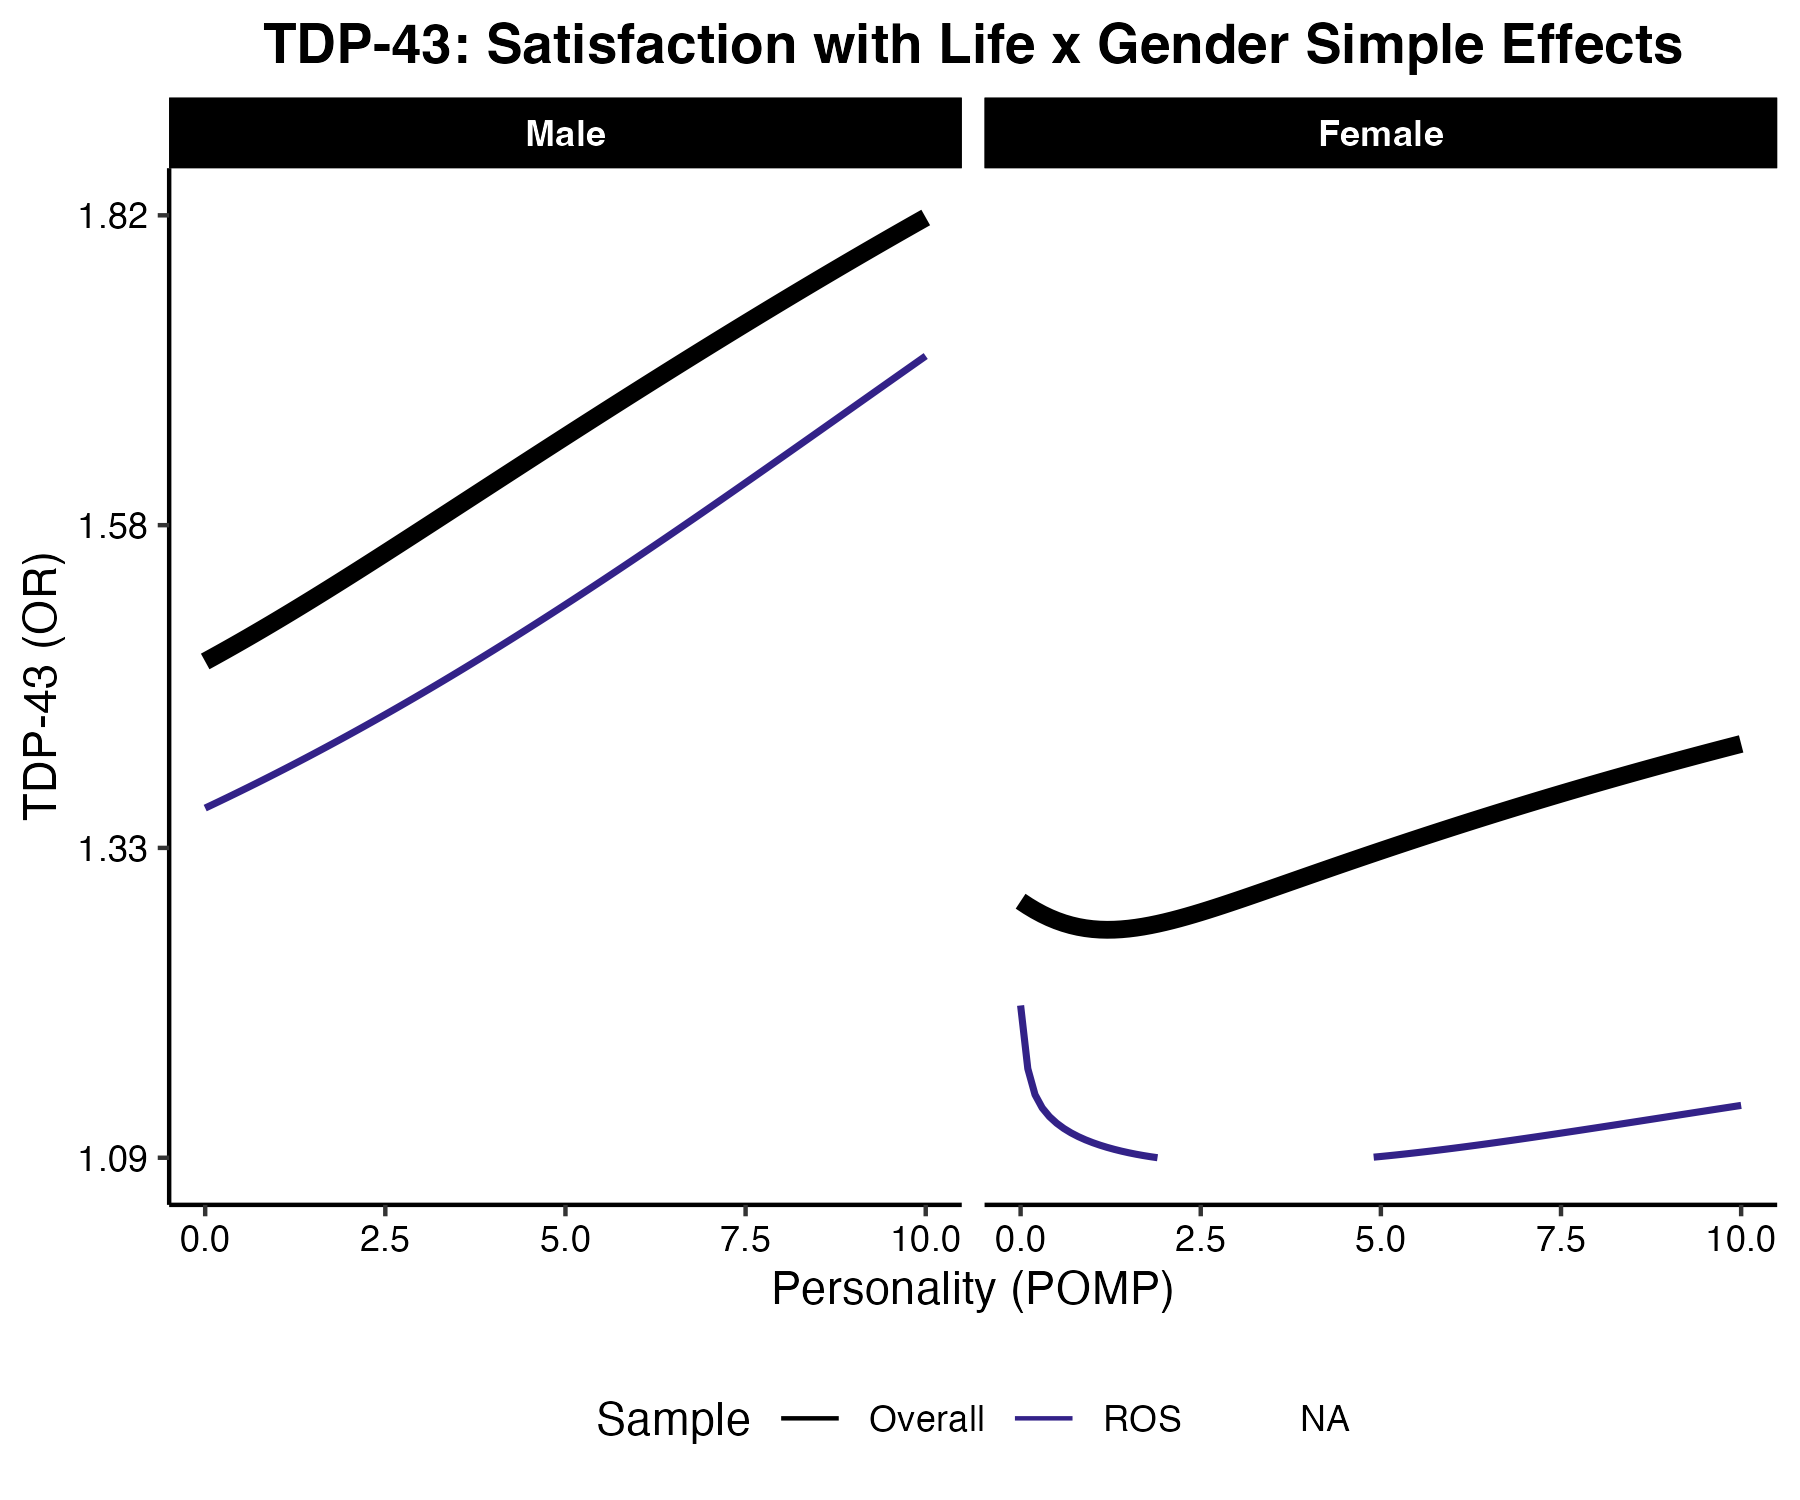 TDP-43: Satisfaction with Life x Gender Simple Effects
Male Female
1.82
1.58
1.33
1.09
TDP-43 (OR)
0.0 2.5 5.0 7.5 10.0 0.0 2.5 5.0 7.5 10.0
Personality (POMP)
Sample Overall ROS NA